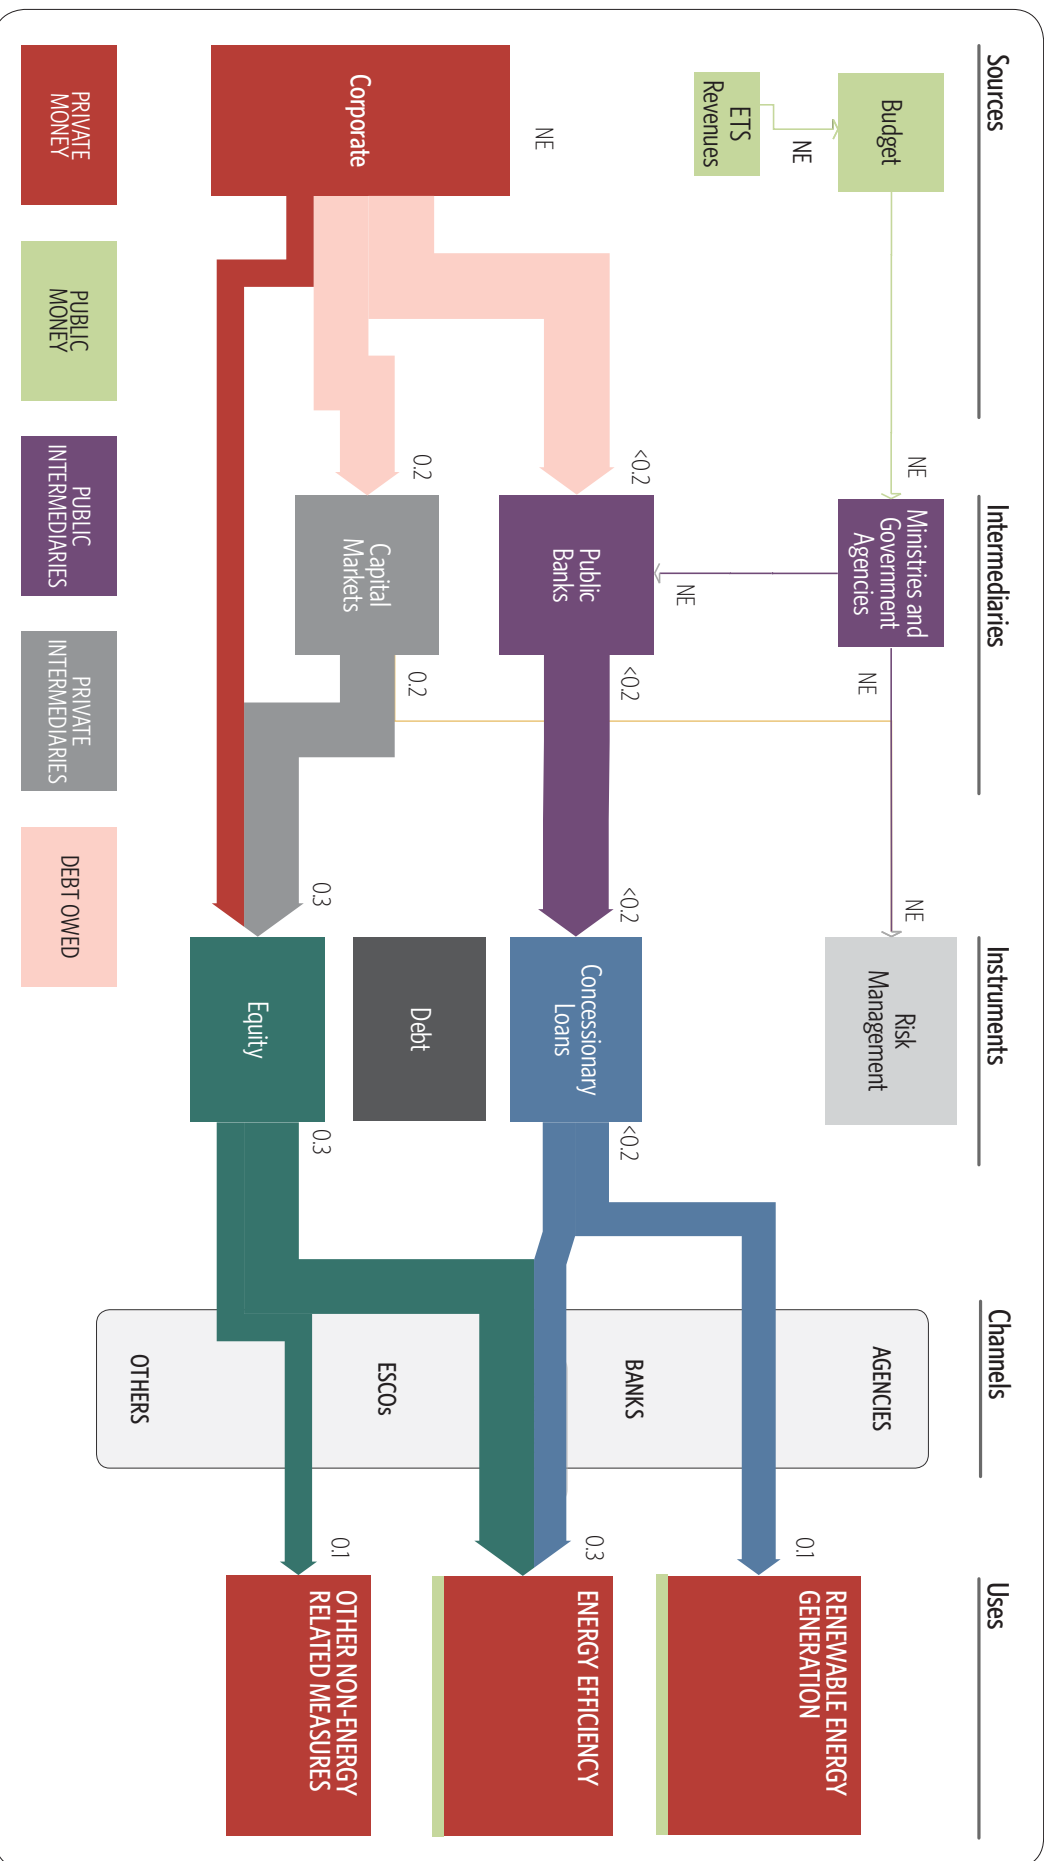 Sources
Intermediaries
Instruments
Channels
Uses
Budget
NE
ETS
Revenues
NE
Ministries and
Government
Agencies
NE
NE
Risk
Management
AGENCIES
0.1
RENEWABLE ENERGY
GENERATION
NE
<0.2
Public
Banks
<0.2
<0.2
Concessionary
Loans
<0.2
BANKS
0.3
ENERGY EFFICIENCY
NE
Corporate
0.2
Capital
Markets
0.2
Debt
ESCOs
0.3
Equity
0.3
OTHERS
0.1
OTHER NON-ENERGY
RELATED MEASURES
PRIVATE
MONEY
PUBLIC
MONEY
PUBLIC
INTERMEDIARIES
PRIVATE
INTERMEDIARIES
DEBT OWED